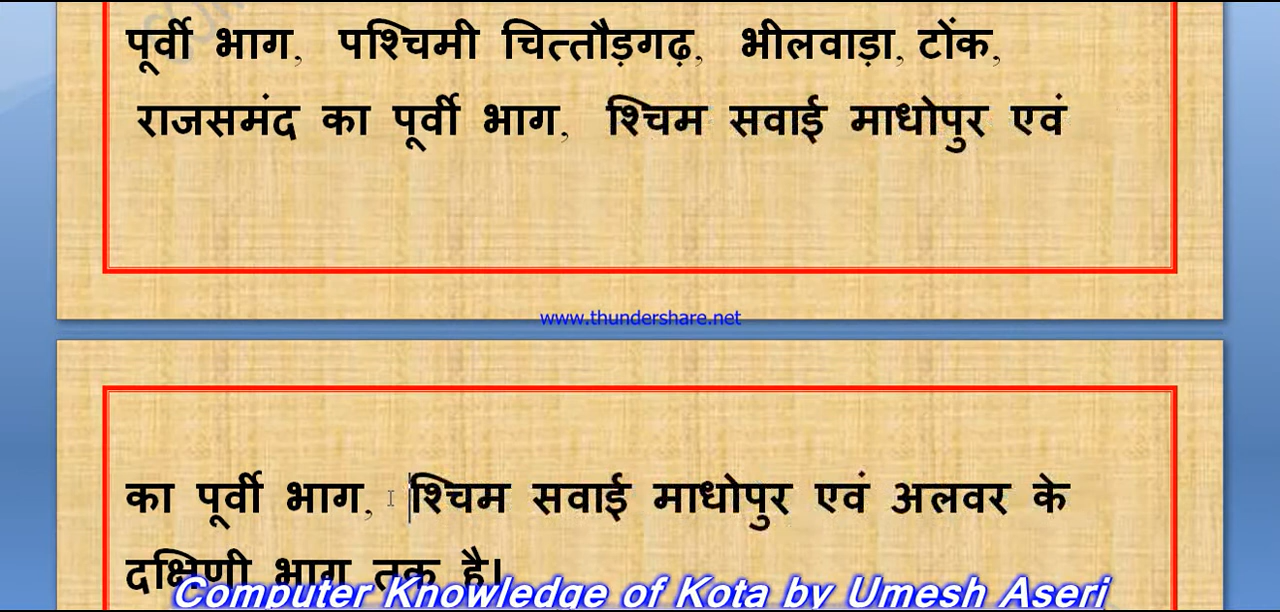 पूर्वी भाग, पश्चिमी चित्तौड़गढ़, भीलवाड़ा, टोंक,
राजसमंद का पूर्वी भाग, श्चिम सवाई माधोपुर एवं
www.thundershare.net
का पूर्वी भाग, श्चिम सवाई माधोपुर एवं अलवर के
दक्षिणी भाग तक है।
Computer Knowledge of Kota by Umesh Aseri